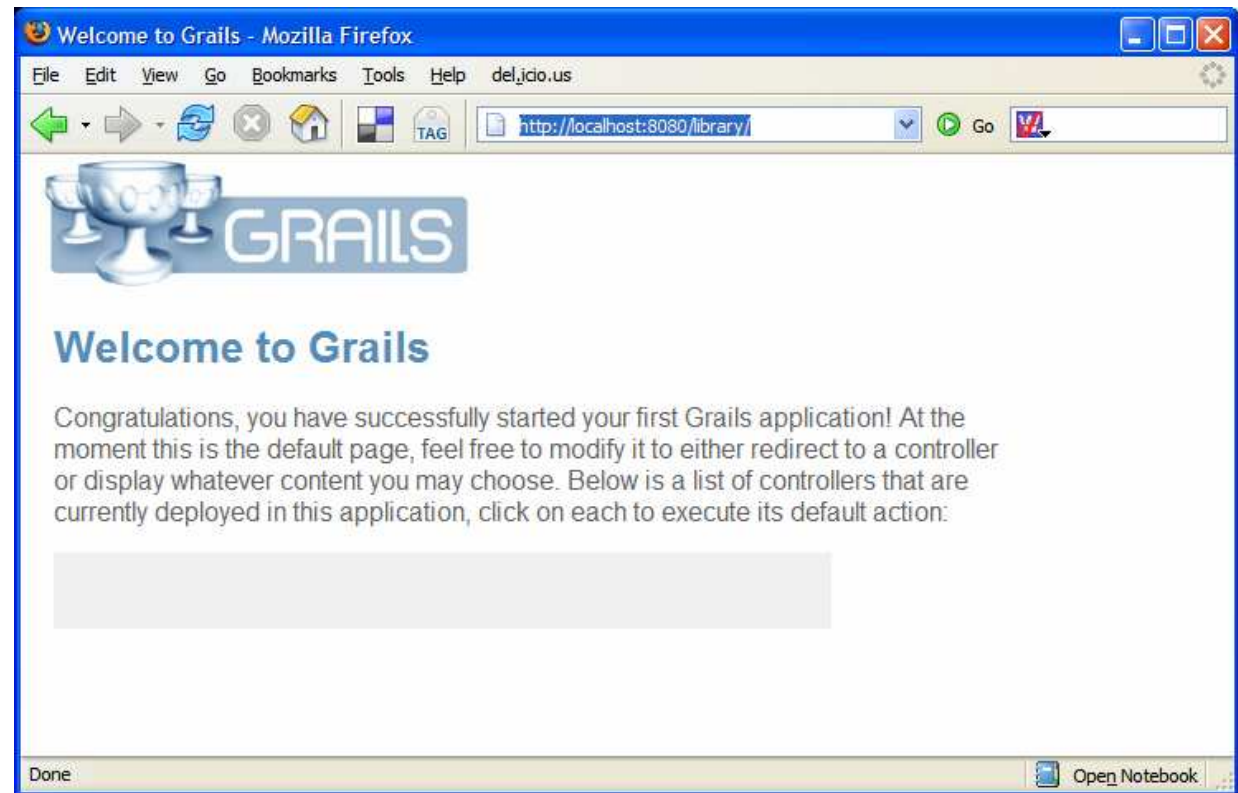 Welcome to Grails - Mozilla Firefox
File Edit View Go Bookmarks Tools Help del.icio.us
TAG http://localhost:8080/library/ Go
GRAILS
Welcome to Grails
Congratulations, you have successfully started your first Grails application! At the
moment this is the default page, feel free to modify it to either redirect to a controller
or display whatever content you may choose. Below is a list of controllers that are
currently deployed in this application, click on each to execute its default action:
Done Open Notebook